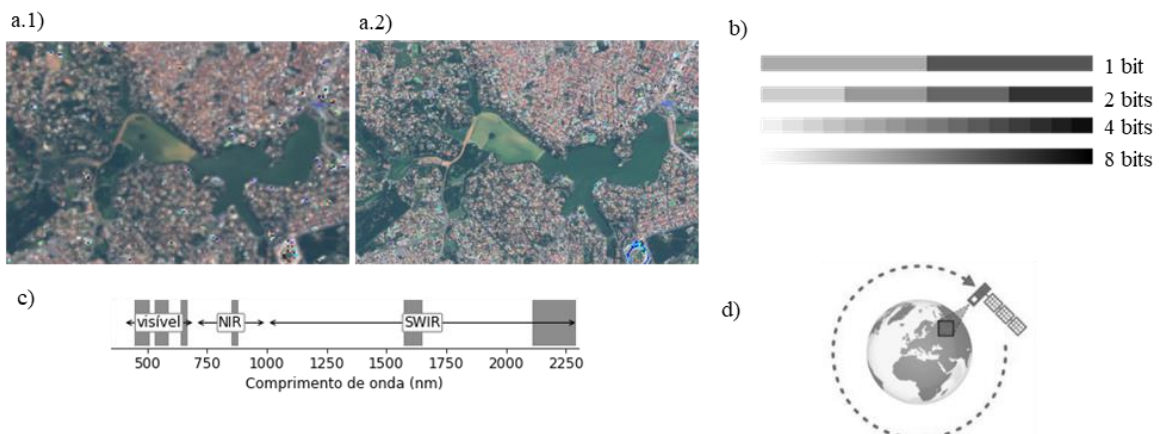 a.1)
a.2)
b)
1 bit
2 bits
4 bits
8 bits
c)
visível
NIR
SWIR
500 750 1000 1250 1500 1750 2000 2250
Comprimento de onda (nm)
d)